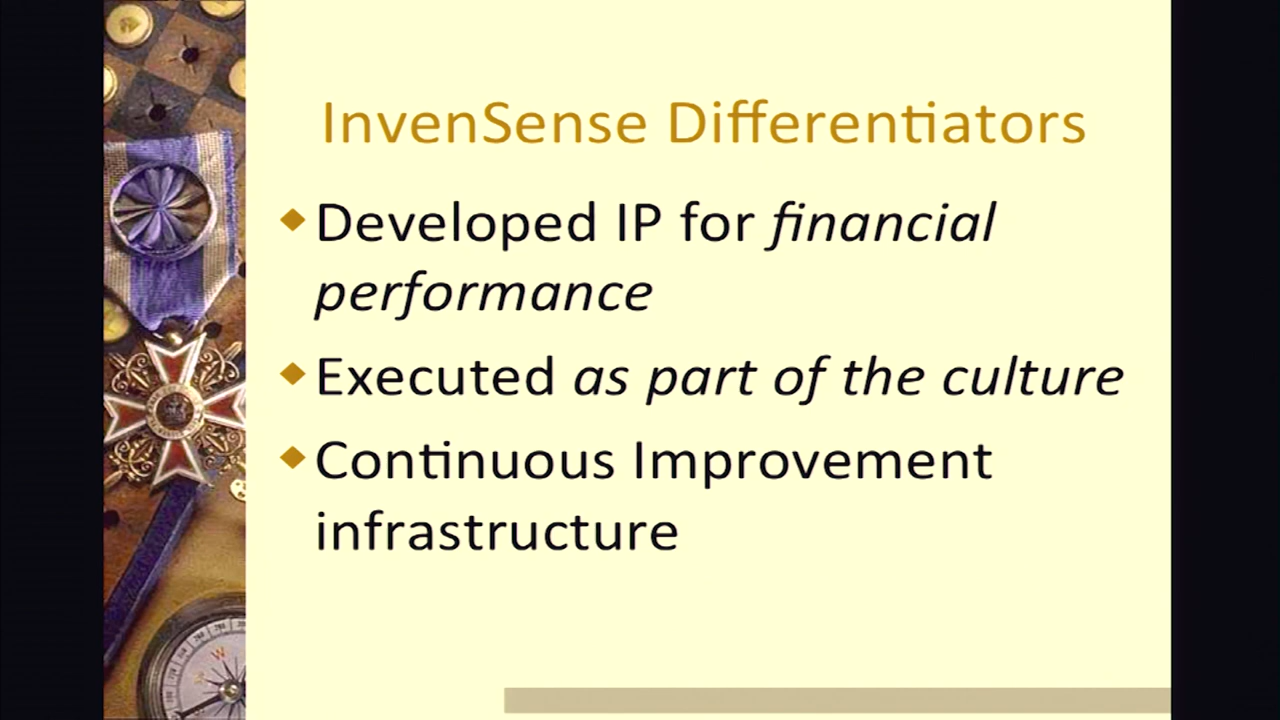 InvenSense Differentiators
Developed IP for financial
performance
Executed as part of the culture
Continuous Improvement
infrastructure